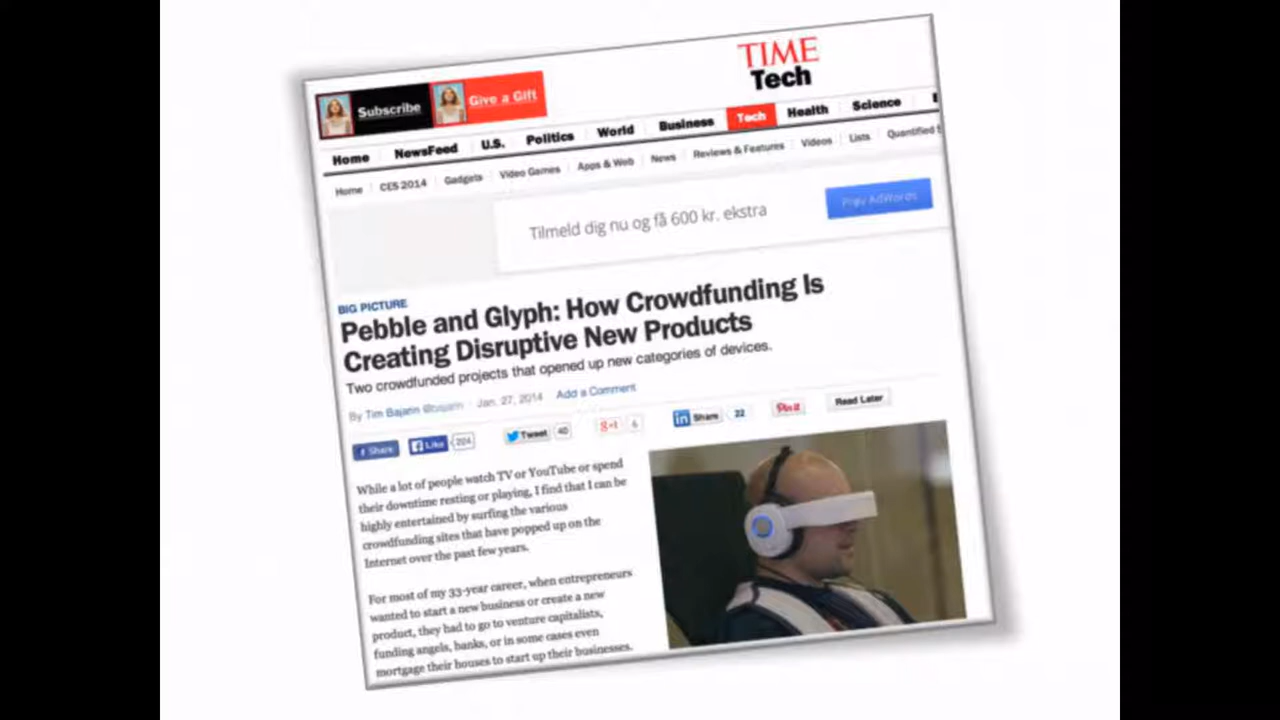 TIME
Tech
Subscribe
Give a Gift
Home NewsFeed U.S. Politics World Business Tech Health Science
Home CES 2014 Gadgets Video Games Apps & Web News Reviews & Features Videos Lists Quantified
Tilmeld dig nu og få 600 kr. ekstra
Prøv AdWords
BIG PICTURE
Pebble and Glyph: How Crowdfunding Is
Creating Disruptive New Products
Two crowdfunded projects that opened up new categories of devices.
By Tim Bajarin @bajarin Jan. 27, 2014 Add a Comment
Share Like 204 Tweet 40 g+1 6 in Share 22 Pin it Read Later
While a lot of people watch TV or YouTube or spend
their downtime resting or playing, I find that I can be
highly entertained by surfing the various
crowdfunding sites that have popped up on the
Internet over the past few years.
For most of my 33-year career, when entrepreneurs
wanted to start a new business or create a new
product, they had to go to venture capitalists,
funding angels, banks, or in some cases even
mortgage their houses to start up their businesses.